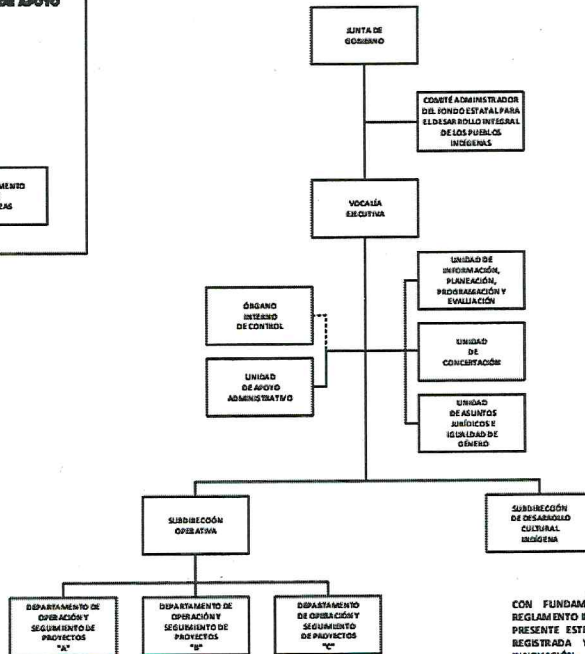 DE APOYO
JUNTA DE
GOBIERNO
COMITÉ ADMINISTRADOR
DEL FONDO ESTATAL PARA
EL DESARROLLO INTEGRAL
DE LOS PUEBLOS
INDÍGENAS
VOCALÍA
EJECUTIVA
UNIDAD DE
INFORMACIÓN,
PLANEACIÓN,
PROGRAMACIÓN Y
EVALUACIÓN
ÓRGANO
INTERNO
DE CONTROL
UNIDAD
DE
CONCERTACIÓN
UNIDAD
DE APOYO
ADMINISTRATIVO
UNIDAD
DE ASUNTOS
JURÍDICOS E
IGUALDAD DE
GÉNERO
SUBDIRECCIÓN
OPERATIVA
SUBDIRECCIÓN
DE DESARROLLO
CULTURAL
INDÍGENA
DEPARTAMENTO DE
OPERACIÓN Y
SEGUIMIENTO DE
PROYECTOS
"A"
DEPARTAMENTO DE
OPERACIÓN Y
SEGUIMIENTO DE
PROYECTOS
"B"
DEPARTAMENTO
DE OPERACIÓN Y
SEGUIMIENTO
DE PROYECTOS
"C"
CON FUNDAM
REGLAMENTO
PRESENTE EST
REGISTRADA Y